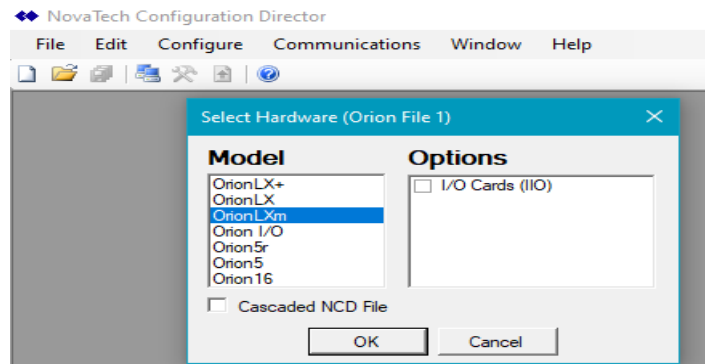 NovaTech Configuration Director
File Edit Configure Communications Window Help
Select Hardware (Orion File 1)
Model Options
OrionLX+ I/O Cards (IIO)
OrionLX
OrionLXm
Orion I/O
Orion5r
Orion5
Orion16
Cascaded NCD File
OK Cancel